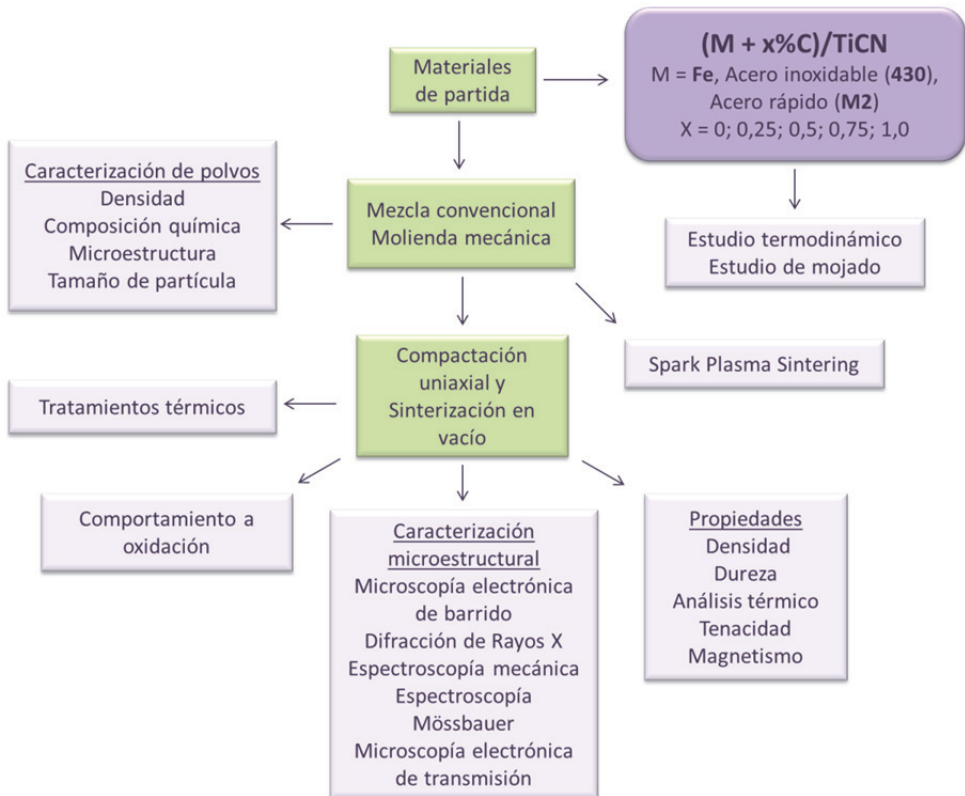 Materiales
de partida
(M + x%C)/TiCN
M = Fe, Acero inoxidable (430),
Acero rápido (M2)
X = 0; 0,25; 0,5; 0,75; 1,0
Caracterización de polvos
Densidad
Composición química
Microestructura
Tamaño de partícula
Mezcla convencional
Molienda mecánica
Estudio termodinámico
Estudio de mojado
Compactación
uniaxial y
Sinterización en
vacío
Spark Plasma Sintering
Tratamientos térmicos
Comportamiento a
oxidación
Caracterización
microestructural
Microscopía electrónica
de barrido
Difracción de Rayos X
Espectroscopía mecánica
Espectroscopía
Mössbauer
Microscopía electrónica
de transmisión
Propiedades
Densidad
Dureza
Análisis térmico
Tenacidad
Magnetismo